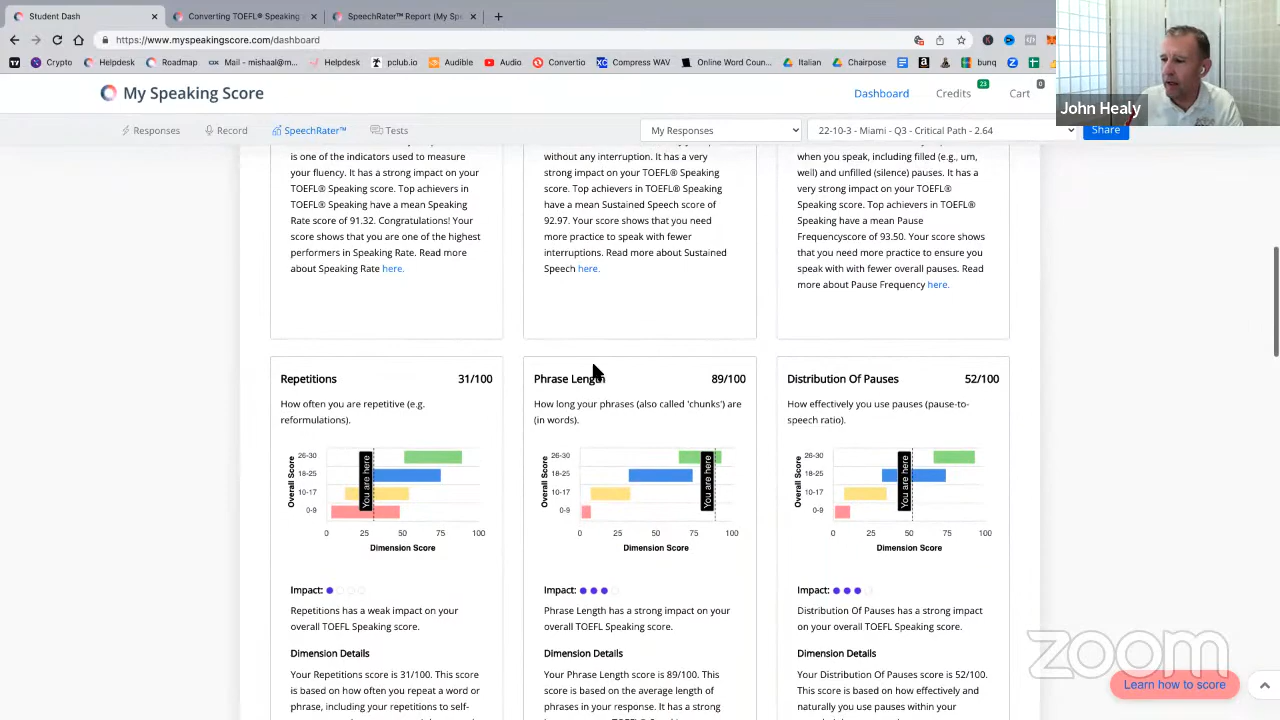 Student Dash
Converting TOEFL® Speaking
SpeechRater™ Report (My Sp
https://www.myspeakingscore.com/dashboard
Crypto
Helpdesk
Roadmap
Mail - mishaal@m...
Helpdesk
pclub.io
Audible
Audio
Convertio
Compress WAV
Online Word Coun...
Italian
Chairpose
bunq
My Speaking Score
Dashboard
Credits
23
Cart
0
John Healy
Responses
Record
SpeechRater™
Tests
My Responses
22-10-3 - Miami - Q3 - Critical Path - 2.64
Share
is one of the indicators used to measure
your fluency. It has a strong impact on your
TOEFL® Speaking score. Top achievers in
TOEFL® Speaking have a mean Speaking
Rate score of 91.32. Congratulations! Your
score shows that you are one of the highest
performers in Speaking Rate. Read more
about Speaking Rate here.
without any interruption. It has a very
strong impact on your TOEFL® Speaking
score. Top achievers in TOEFL® Speaking
have a mean Sustained Speech score of
92.97. Your score shows that you need
more practice to speak with fewer
interruptions. Read more about Sustained
Speech here.
when you speak, including filled (e.g., um,
well) and unfilled (silence) pauses. It has a
very strong impact on your TOEFL®
Speaking score. Top achievers in TOEFL®
Speaking have a mean Pause
Frequencyscore of 93.50. Your score shows
that you need more practice to ensure you
speak with with fewer overall pauses. Read
more about Pause Frequency here.
Repetitions 31/100
How often you are repetitive (e.g.
reformulations).
Overall Score
26-30
18-25
10-17
0-9
You are here
0 25 50 75 100
Dimension Score
Impact:
Repetitions has a weak impact on your
overall TOEFL Speaking score.
Dimension Details
Your Repetitions score is 31/100. This score
is based on how often you repeat a word or
phrase, including your repetitions to self-
Phrase Length 89/100
How long your phrases (also called 'chunks') are
(in words).
Overall Score
26-30
18-25
10-17
0-9
You are here
0 25 50 75 100
Dimension Score
Impact:
Phrase Length has a strong impact on your
overall TOEFL Speaking score.
Dimension Details
Your Phrase Length score is 89/100. This
score is based on the average length of
phrases in your response. It has a strong
Distribution Of Pauses 52/100
How effectively you use pauses (pause-to-
speech ratio).
Overall Score
26-30
18-25
10-17
0-9
You are here
0 25 50 75 100
Dimension Score
Impact:
Distribution Of Pauses has a strong impact
on your overall TOEFL Speaking score.
Dimension Details
Your Distribution Of Pauses score is 52/100.
This score is based on how effectively and
naturally you use pauses within your
zoom
Learn how to score